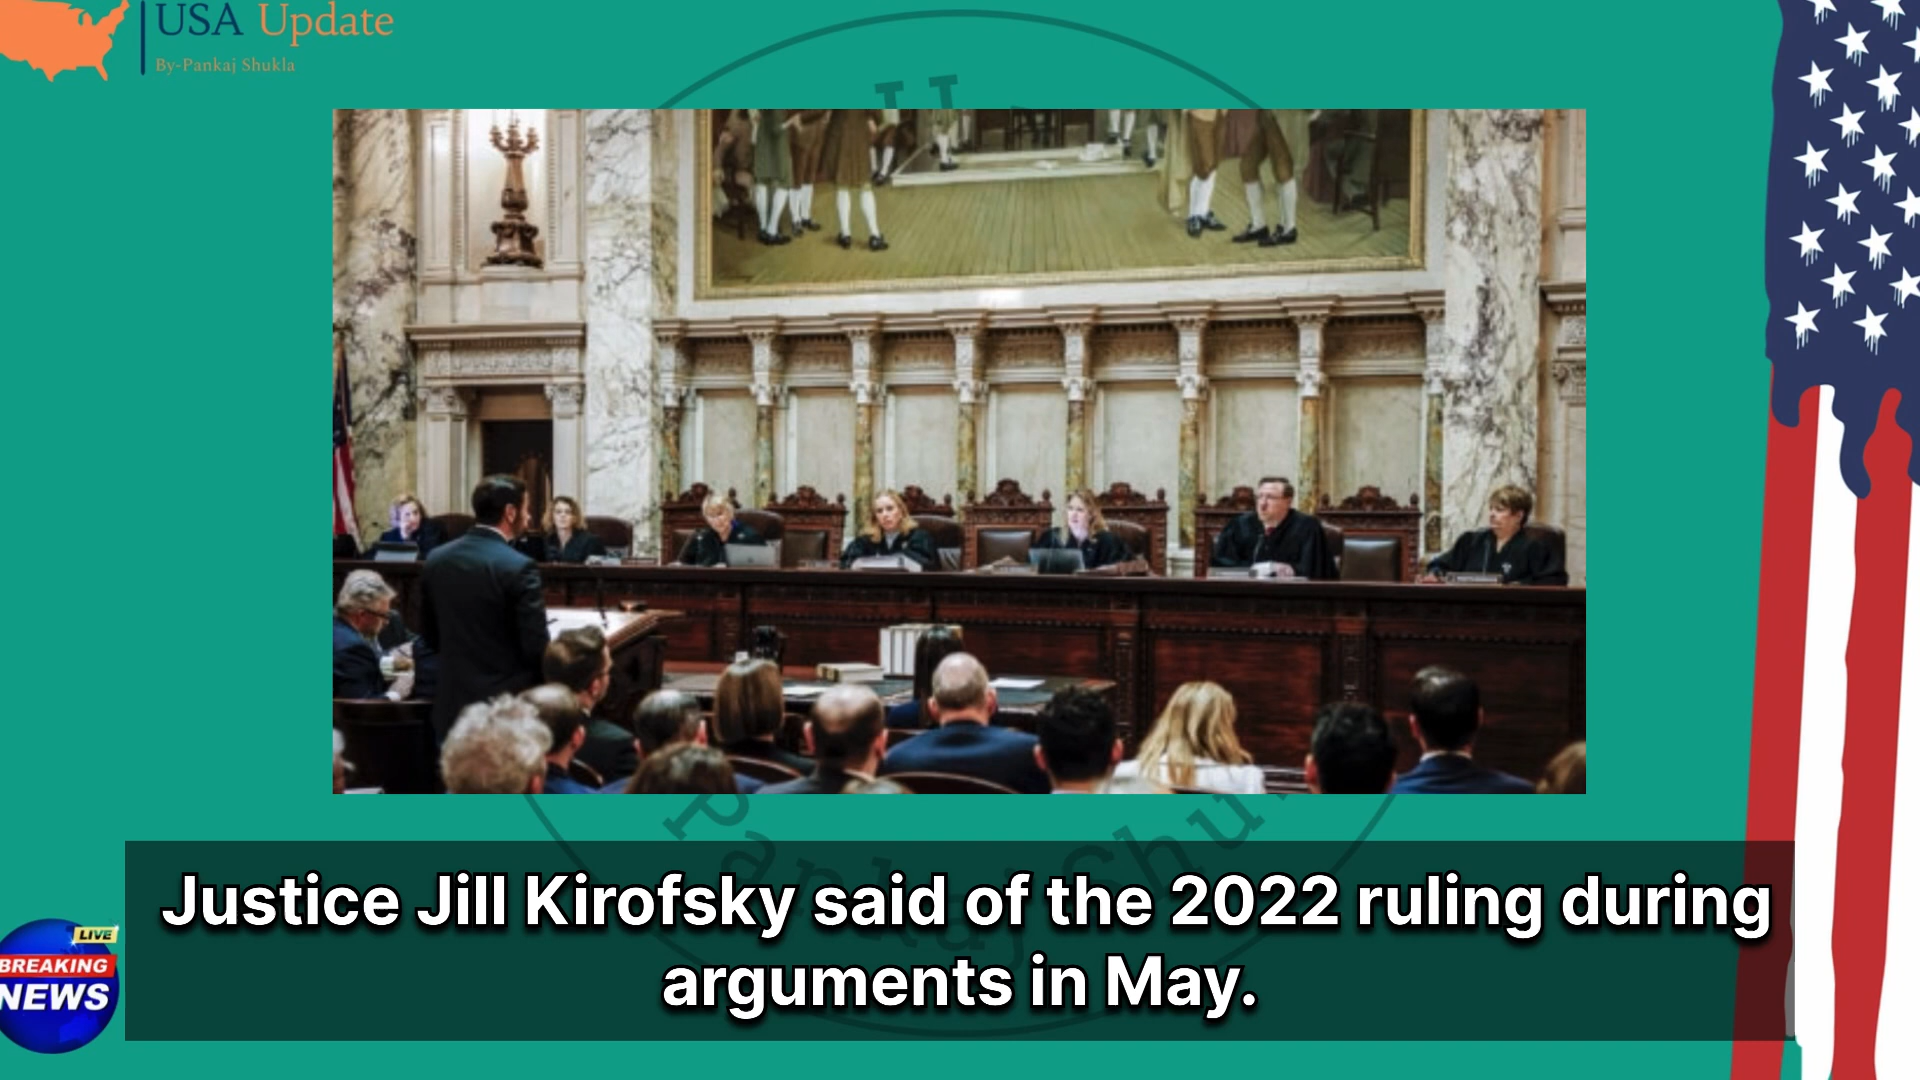 USA Update
By-Pankaj Shukla
Justice Jill Kirofsky said of the 2022 ruling during
arguments in May.
LIVE
BREAKING
NEWS